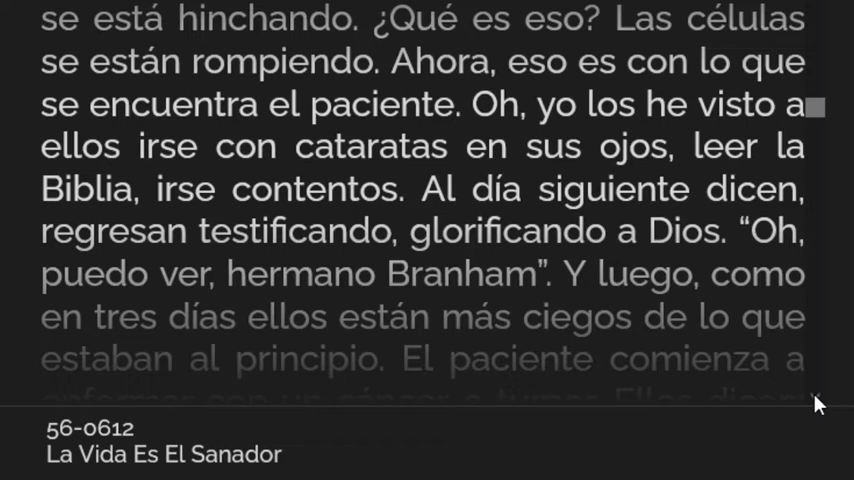 se está hinchando. ¿Qué es eso? Las células
se están rompiendo. Ahora, eso es con lo que
se encuentra el paciente. Oh, yo los he visto a
ellos irse con cataratas en sus ojos, leer la
Biblia, irse contentos. Al día siguiente dicen,
regresan testificando, glorificando a Dios. “Oh,
puedo ver, hermano Branham”. Y luego, como
en tres días ellos están más ciegos de lo que
estaban al principio. El paciente comienza a
56-0612
La Vida Es El Sanador